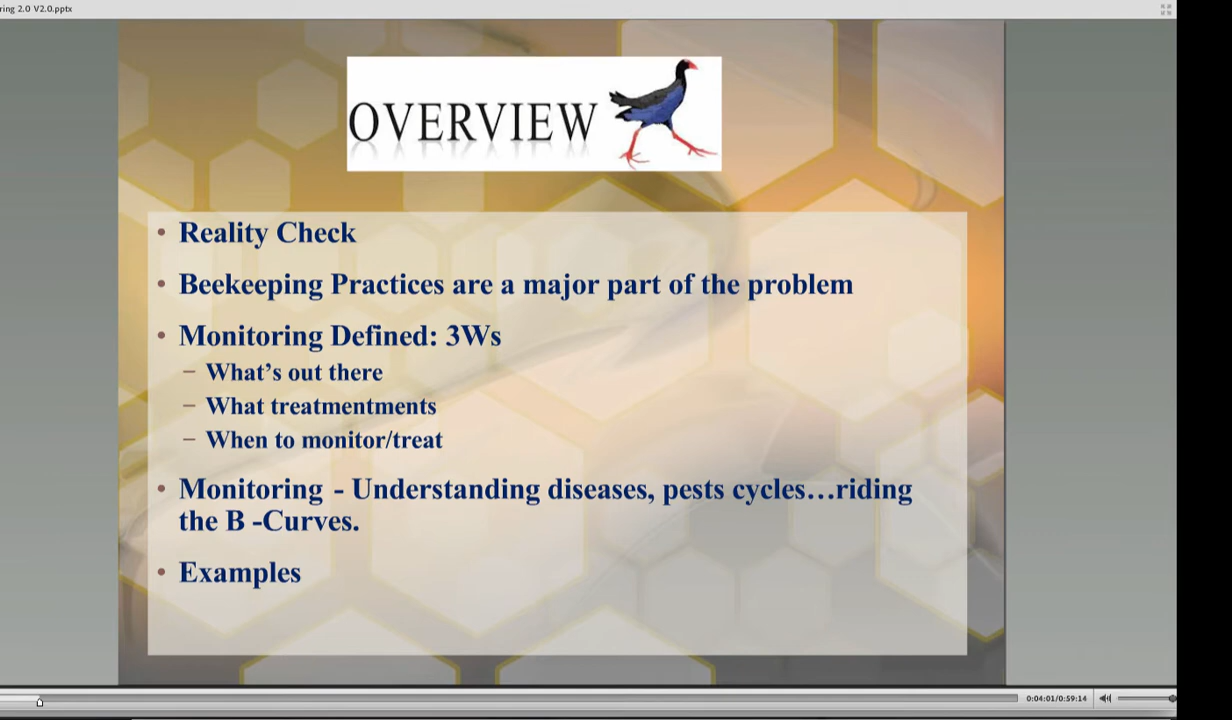 ring 2.0 V2.0.pptx
OVERVIEW
• Reality Check
• Beekeeping Practices are a major part of the problem
• Monitoring Defined: 3Ws
– What's out there
– What treatmentments
– When to monitor/treat
• Monitoring - Understanding diseases, pests cycles…riding
the B -Curves.
• Examples
0:04:01/0:59:14